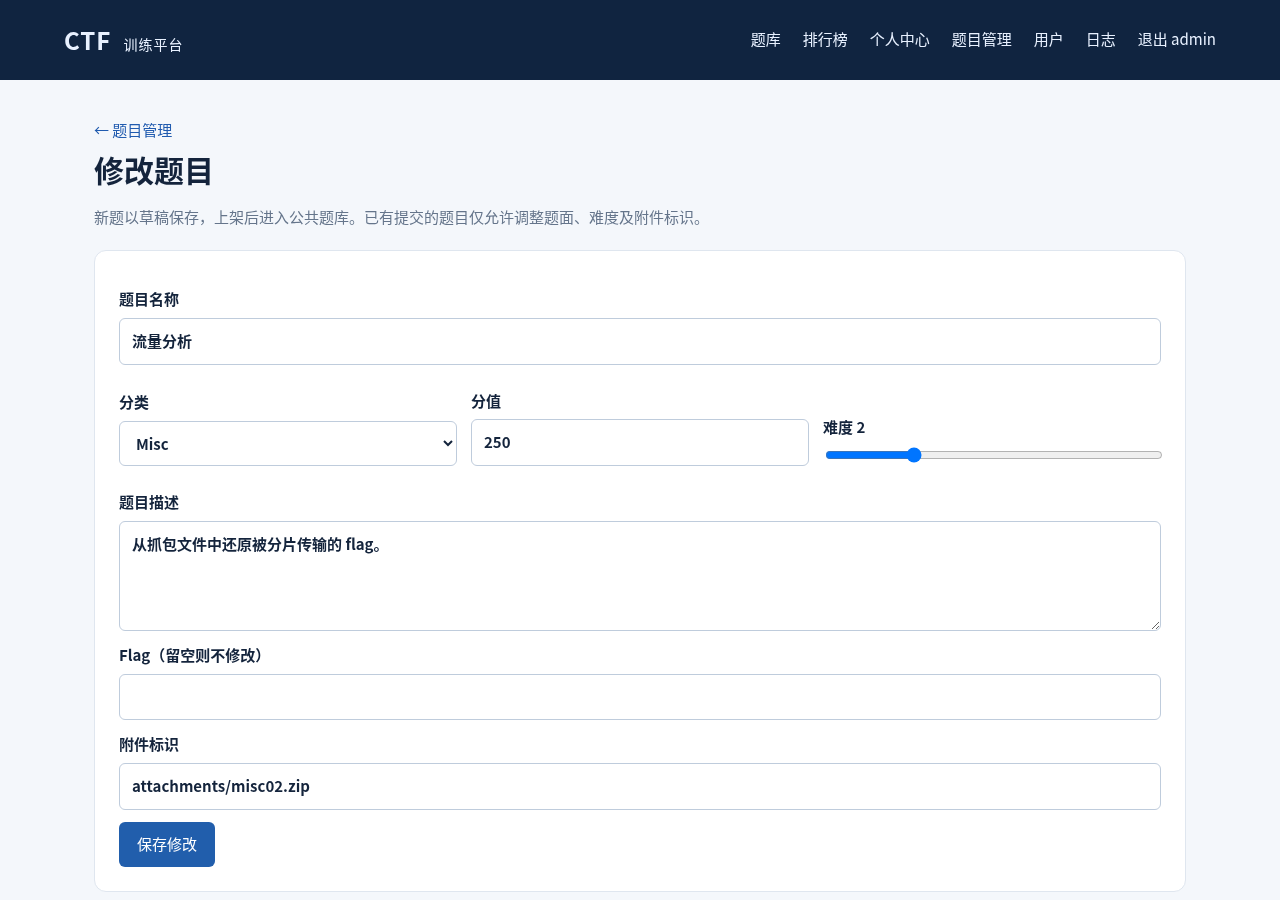 CTF 训练平台
题库 排行榜 个人中心 题目管理 用户 日志 退出 admin
← 题目管理
修改题目
新题以草稿保存，上架后进入公共题库。已有提交的题目仅允许调整题面、难度及附件标识。
题目名称
流量分析
分类 分值 难度 2
Misc 250
题目描述
从抓包文件中还原被分片传输的 flag。
Flag（留空则不修改）
附件标识
attachments/misc02.zip
保存修改